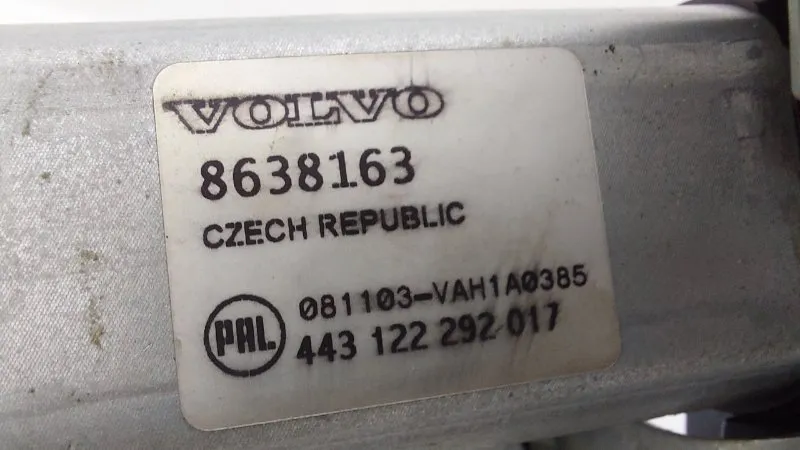 VOLVO
8638163
CZECH REPUBLIC
081103-VAH1A0385
PAL
443 122 292 017